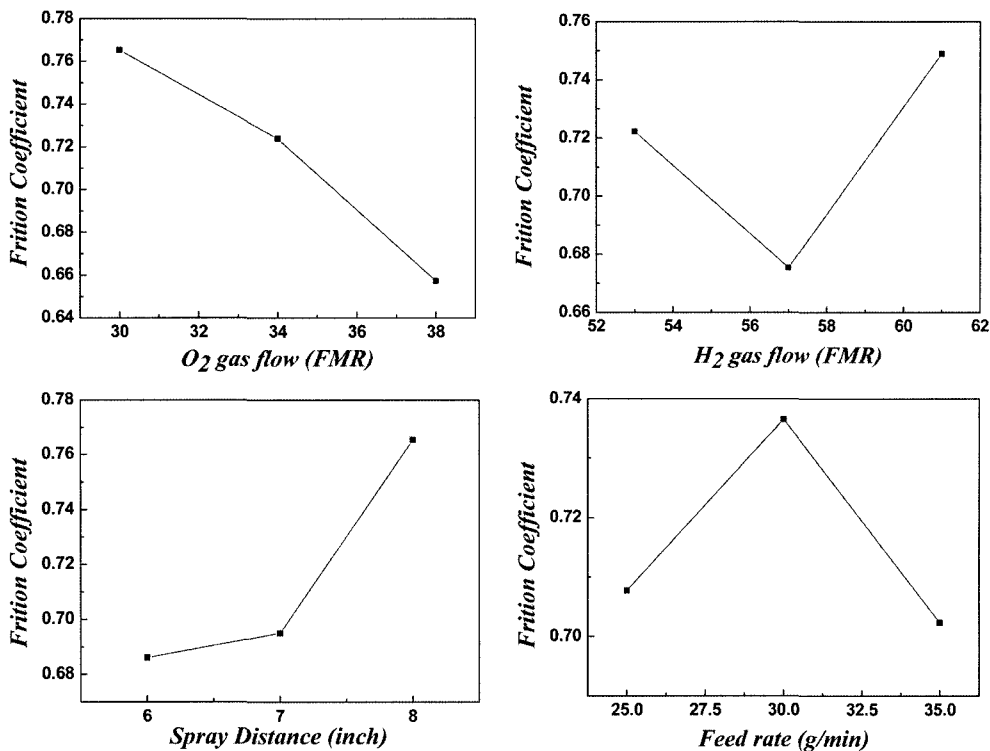 0.78
0.76
0.74
0.72
0.70
0.68
0.66
0.64
Frition Coefficient
30 32 34 36 38
O2 gas flow (FMR)
0.76
0.74
0.72
0.70
0.68
0.66
Frition Coefficient
52 54 56 58 60 62
H2 gas flow (FMR)
0.78
0.76
0.74
0.72
0.70
0.68
Frition Coefficient
6 7 8
Spray Distance (inch)
0.74
0.72
0.70
Frition Coefficient
25.0 27.5 30.0 32.5 35.0
Feed rate (g/min)